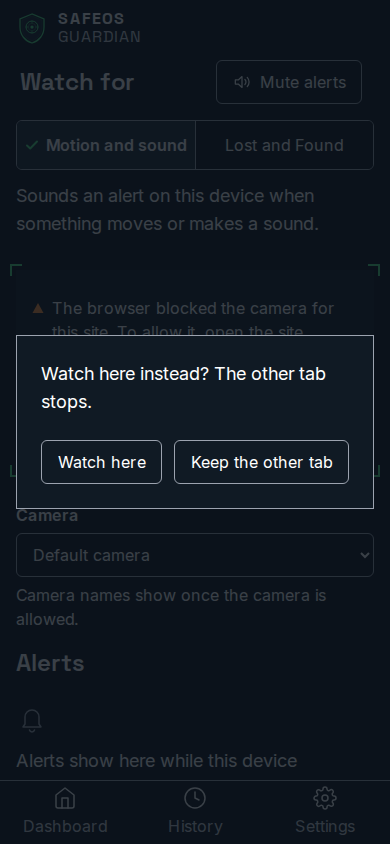 SAFEOS
GUARDIAN
Watch for
Mute alerts
Motion and sound
Lost and Found
Sounds an alert on this device when
something moves or makes a sound.
The browser blocked the camera for
this site. To allow it, open the site
Watch here instead? The other tab
stops.
Watch here
Keep the other tab
Camera
Default camera
Camera names show once the camera is
allowed.
Alerts
Alerts show here while this device
Dashboard
History
Settings